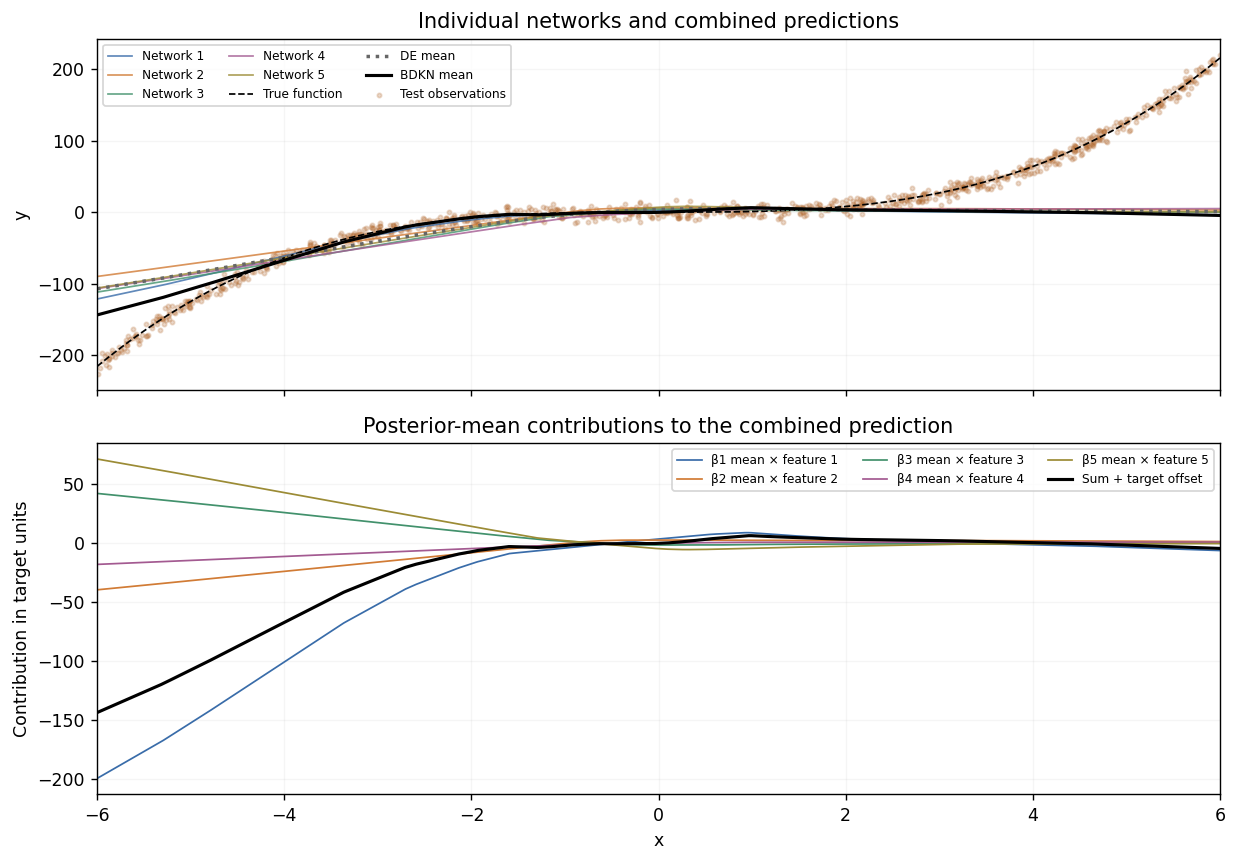 Individual networks and combined predictions
Network 1 Network 4 DE mean
Network 2 Network 5 BDKN mean
Network 3 True function Test observations
200
100
0
−100
−200
y
Posterior-mean contributions to the combined prediction
β1 mean × feature 1 β3 mean × feature 3 β5 mean × feature 5
β2 mean × feature 2 β4 mean × feature 4 Sum + target offset
50
0
−50
−100
−150
−200
Contribution in target units
−6 −4 −2 0 2 4 6
x